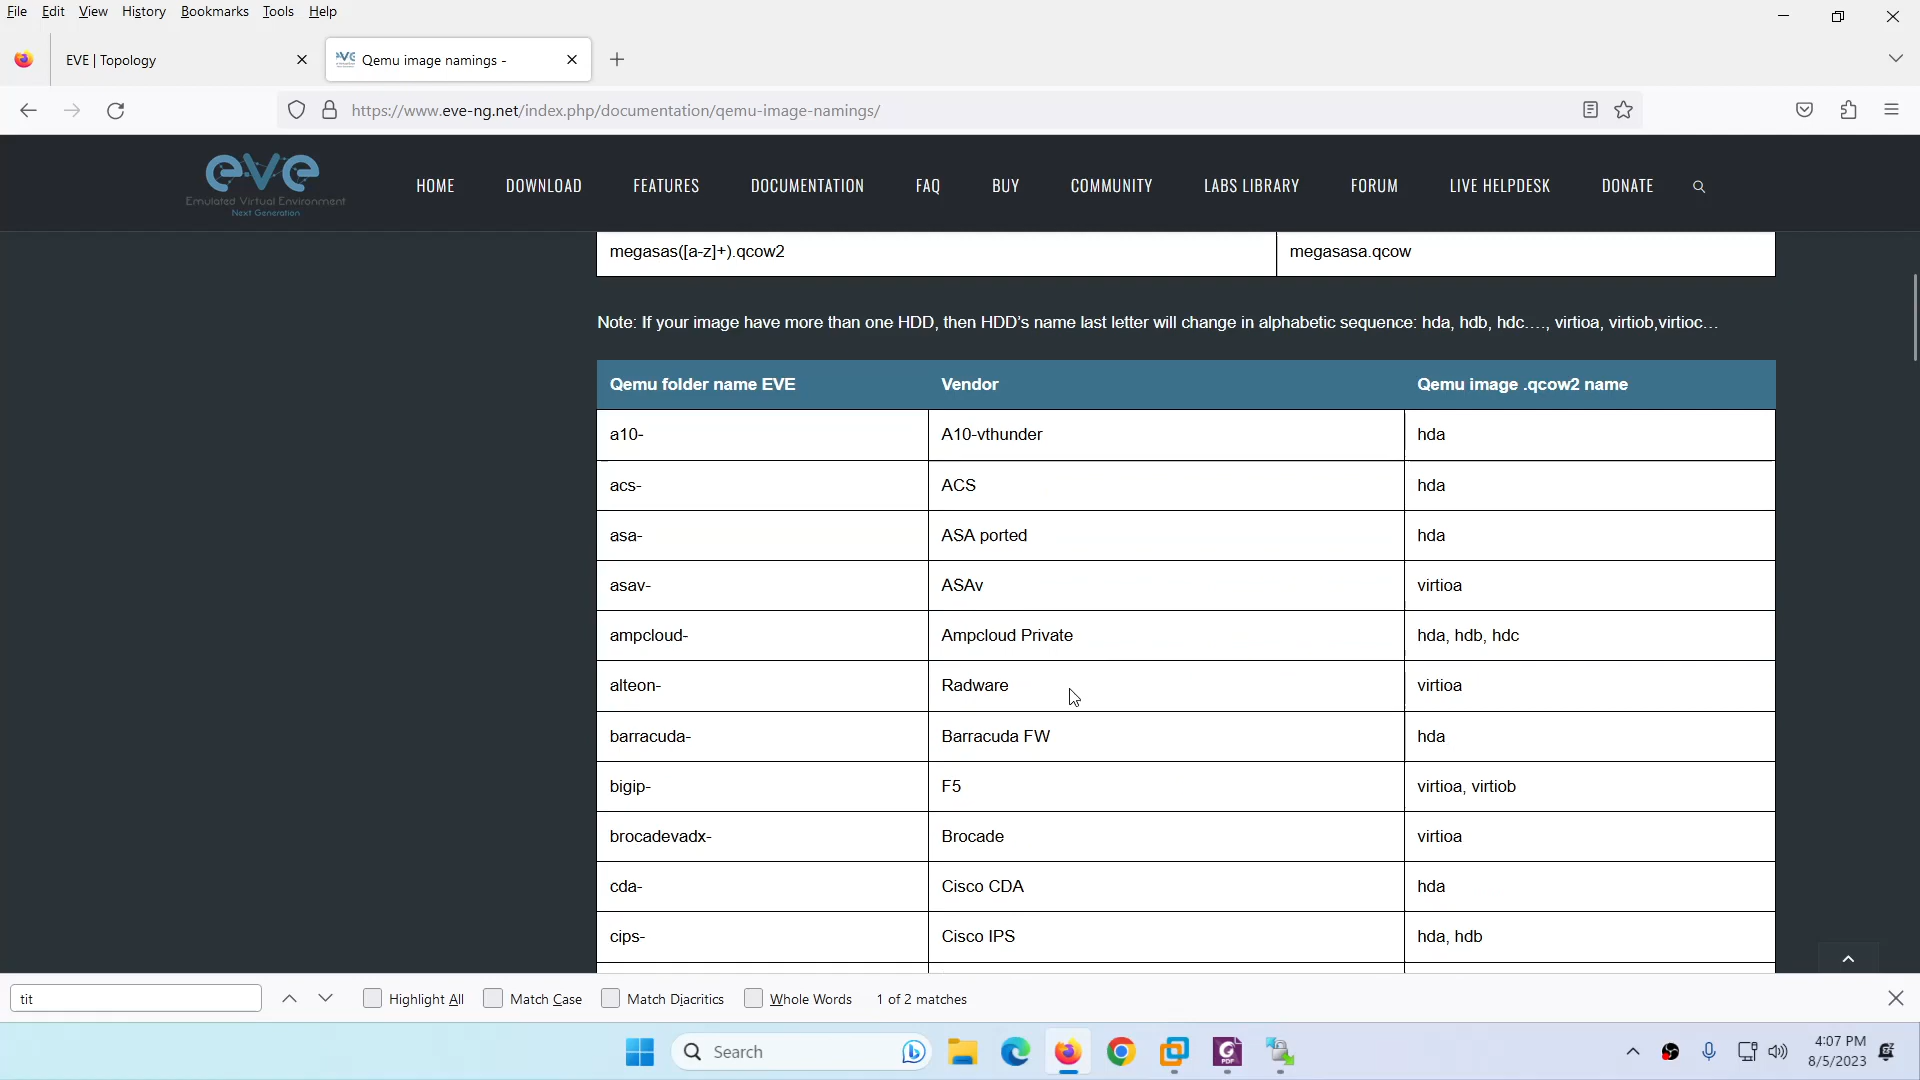 File Edit View History Bookmarks Tools Help
EVE | Topology
Qemu image namings -
https://www.eve-ng.net/index.php/documentation/qemu-image-namings/
eve
Emulated Virtual Environment
Next Generation
HOME DOWNLOAD FEATURES DOCUMENTATION FAQ BUY COMMUNITY LABS LIBRARY FORUM LIVE HELPDESK DONATE
megasas([a-z]+).qcow2 megasasa.qcow
Note: If your image have more than one HDD, then HDD's name last letter will change in alphabetic sequence: hda, hdb, hdc…., virtioa, virtiob,virtioc…
Qemu folder name EVE Vendor Qemu image .qcow2 name
a10- A10-vthunder hda
acs- ACS hda
asa- ASA ported hda
asav- ASAv virtioa
ampcloud- Ampcloud Private hda, hdb, hdc
alteon- Radware virtioa
barracuda- Barracuda FW hda
bigip- F5 virtioa, virtiob
brocadevadx- Brocade virtioa
cda- Cisco CDA hda
cips- Cisco IPS hda, hdb
tit Highlight All Match Case Match Diacritics Whole Words 1 of 2 matches
Search
PDF
4:07 PM
8/5/2023